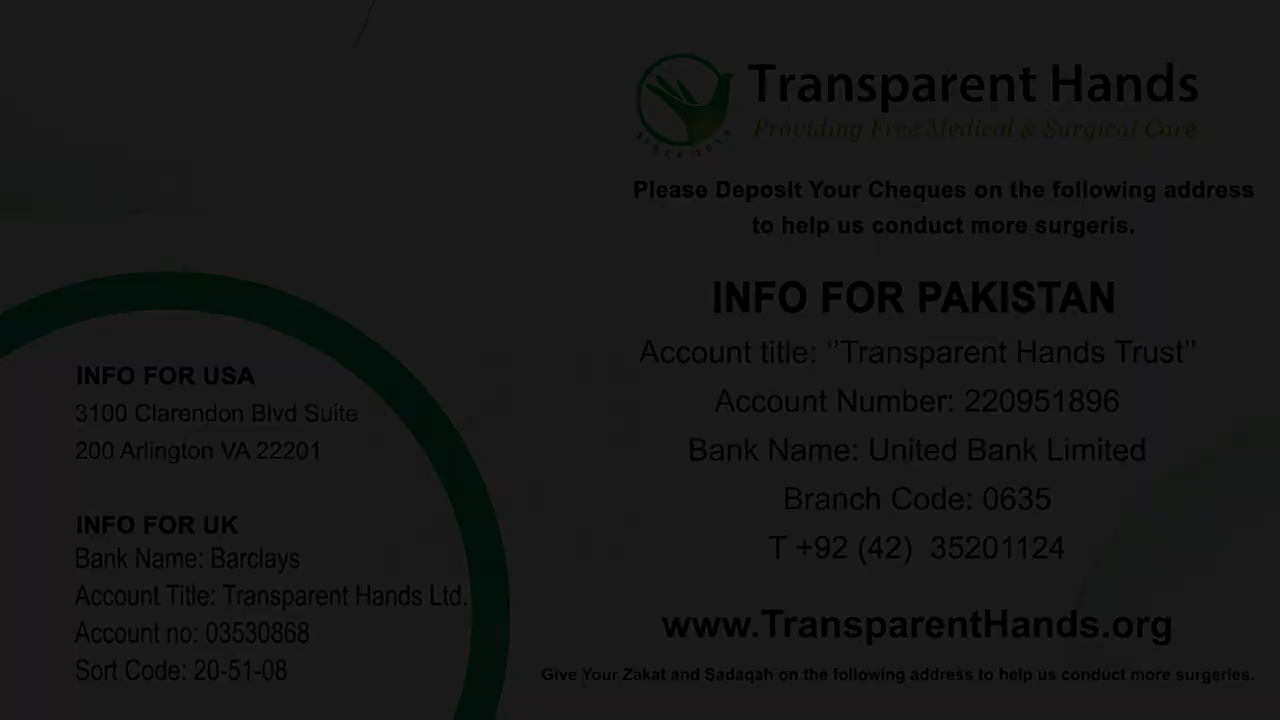 Transparent Hands
Providing Free Medical & Surgical Care
SINCE 2014
Please Deposit Your Cheques on the following address
to help us conduct more surgeris.
INFO FOR PAKISTAN
Account title: “Transparent Hands Trust”
Account Number: 220951896
Bank Name: United Bank Limited
Branch Code: 0635
T +92 (42) 35201124
www.TransparentHands.org
Give Your Zakat and Sadaqah on the following address to help us conduct more surgeries.
INFO FOR USA
3100 Clarendon Blvd Suite
200 Arlington VA 22201
INFO FOR UK
Bank Name: Barclays
Account Title: Transparent Hands Ltd.
Account no: 03530868
Sort Code: 20-51-08